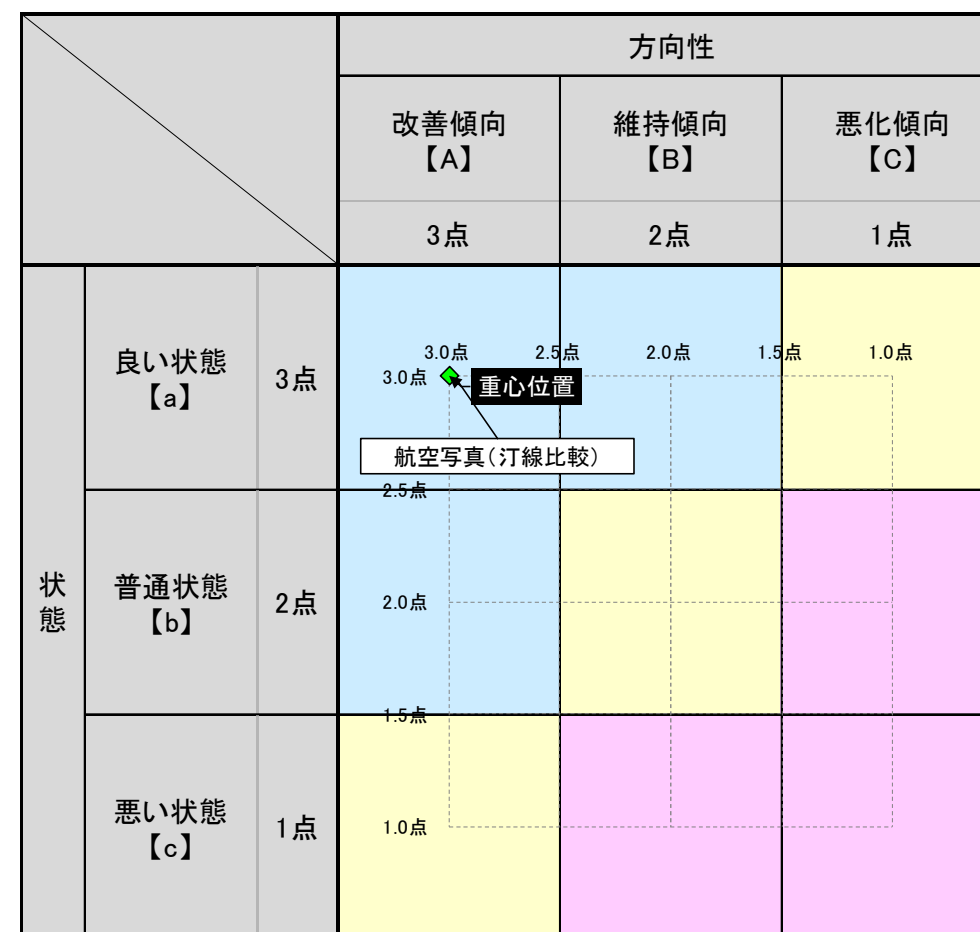 方向性
改善傾向
【A】
維持傾向
【B】
悪化傾向
【C】
3点
2点
1点
状態
良い状態
【a】
3点
3.0点
2.5点
2.0点
1.5点
1.0点
3.0点
重心位置
航空写真(汀線比較)
2.5点
普通状態
【b】
2点
2.0点
1.5点
悪い状態
【c】
1点
1.0点